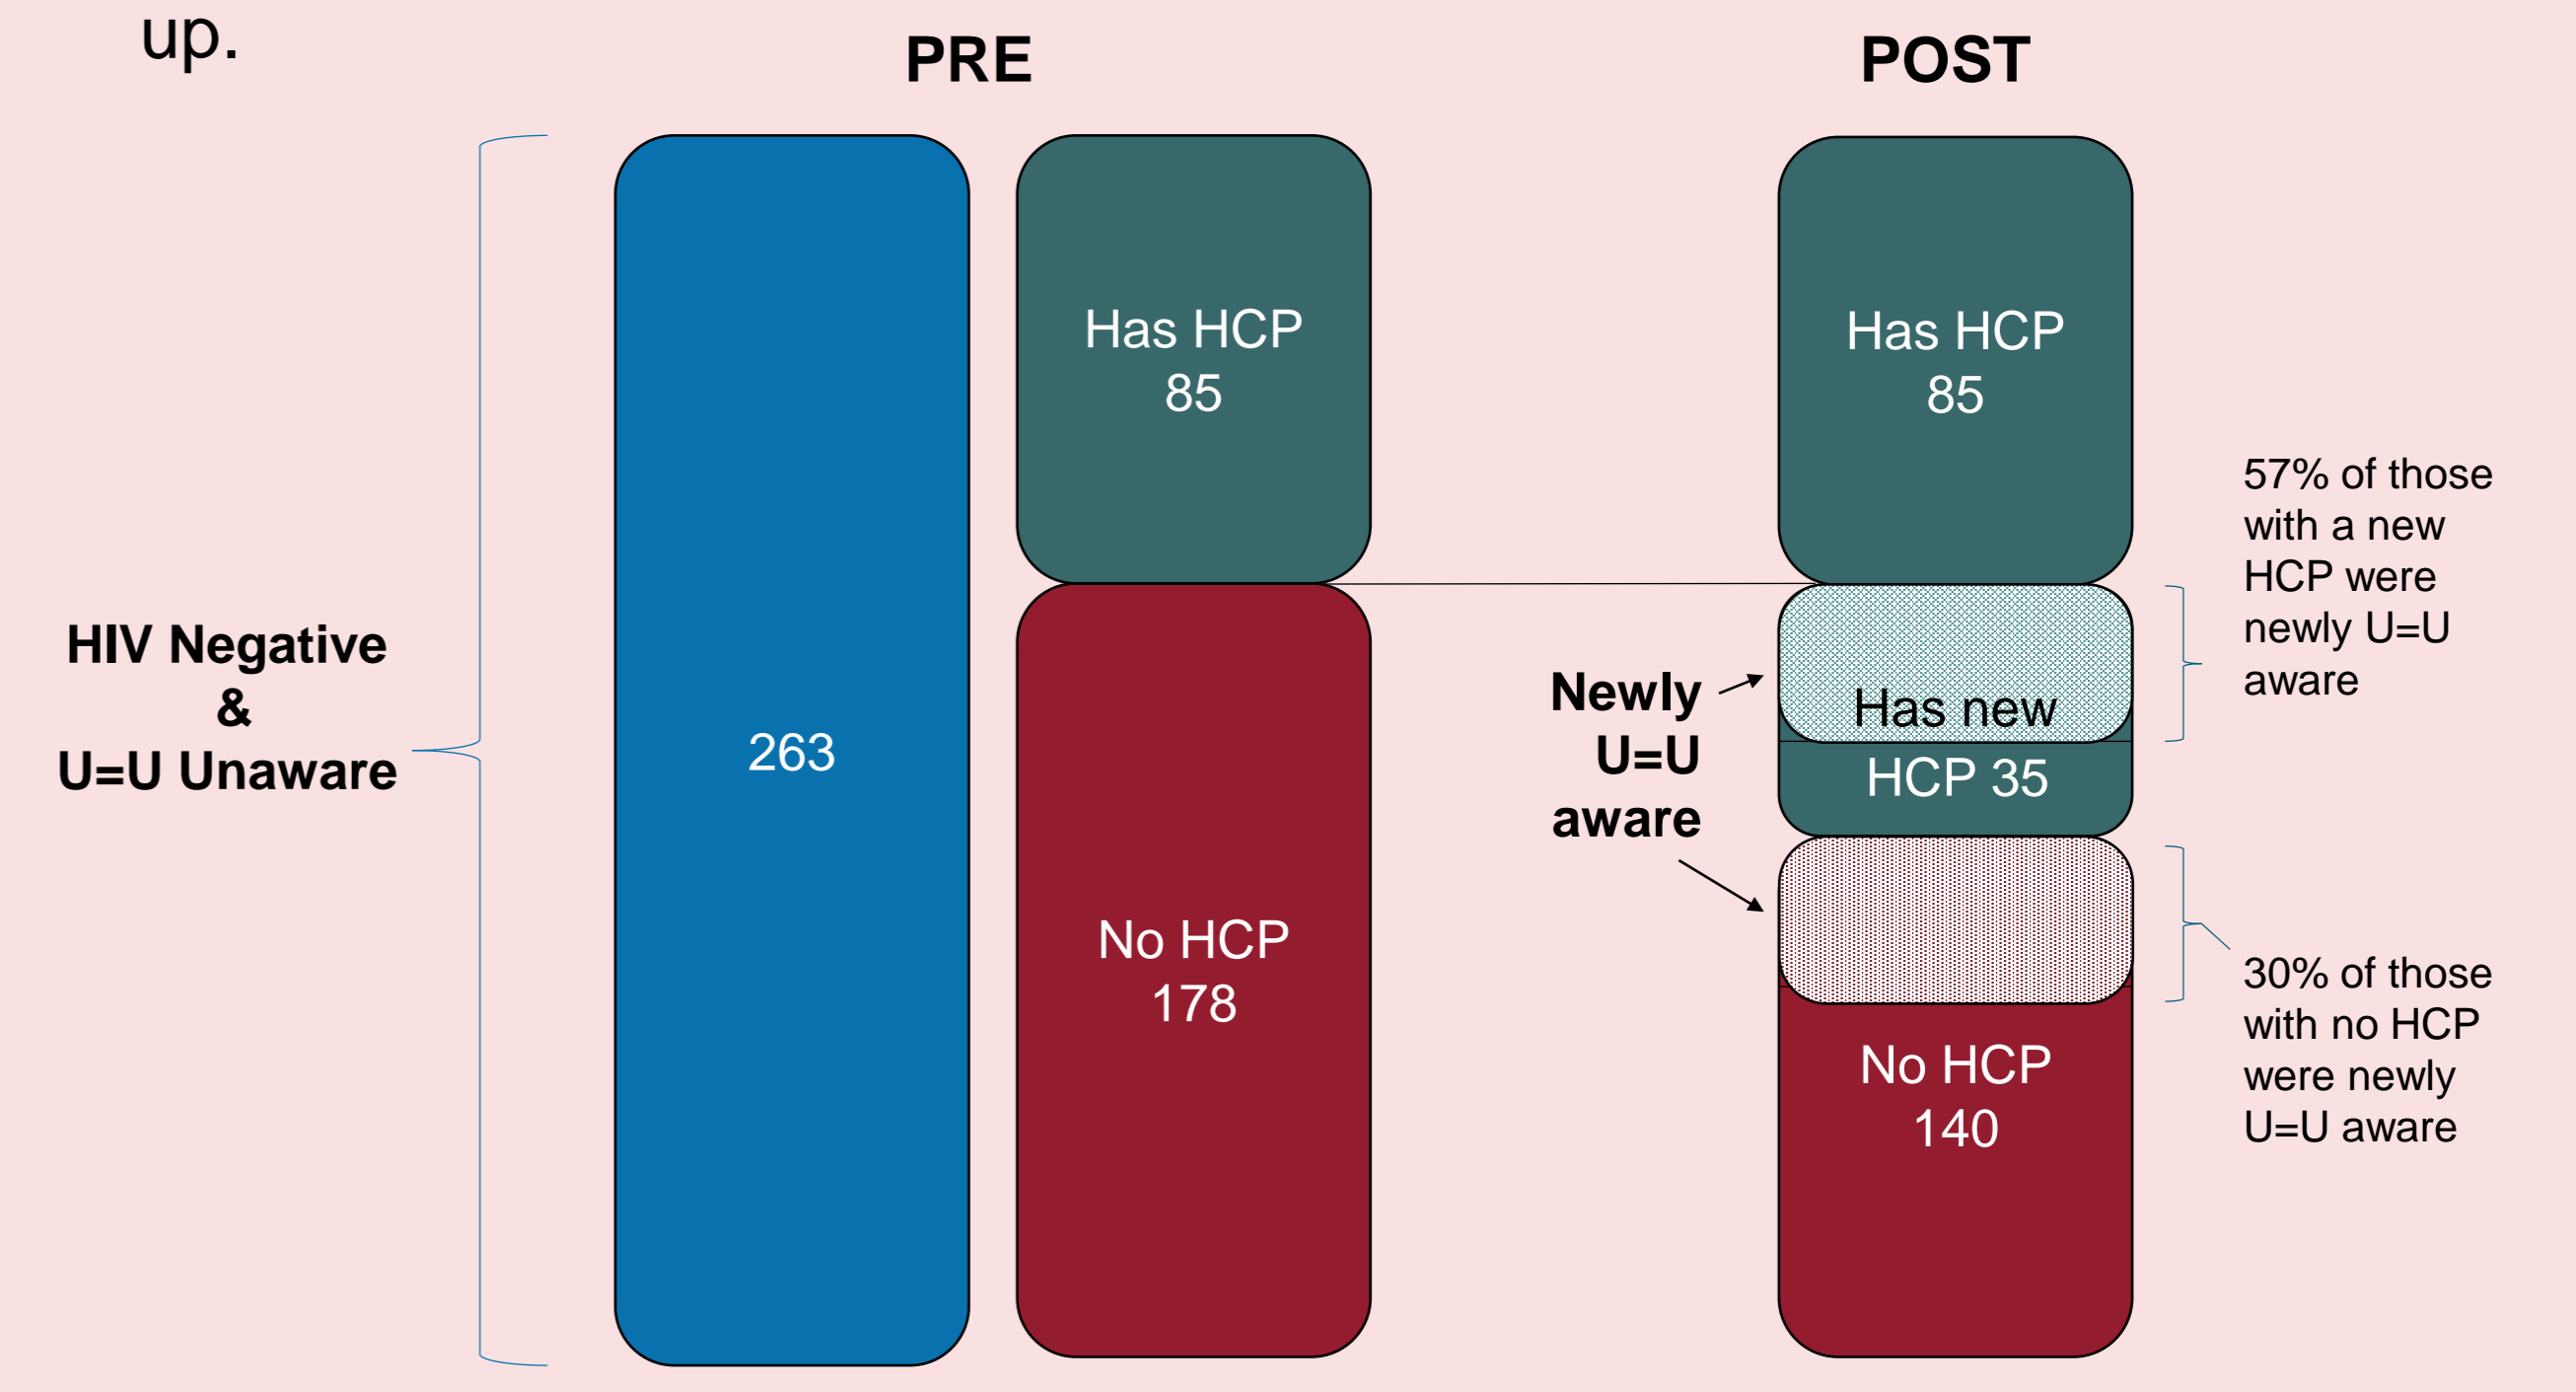 up.
PRE
POST
HIV Negative
&
U=U Unaware
263
Has HCP
85
No HCP
178
Newly
U=U
aware
Has HCP
85
Has new
HCP 35
No HCP
140
57% of those
with a new
HCP were
newly U=U
aware
30% of those
with no HCP
were newly
U=U aware